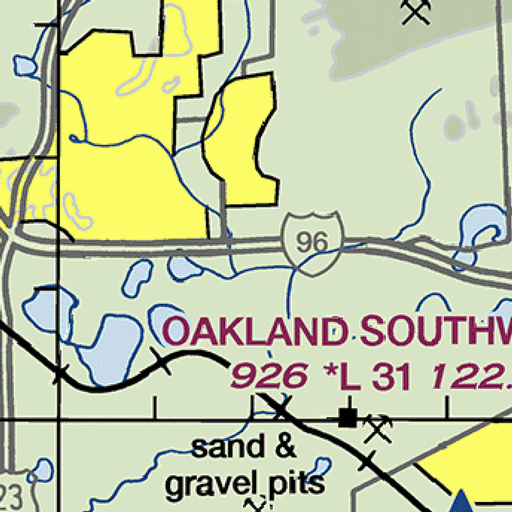 96
OAKLAND SOUTHW
926 *L 31 122.
sand &
gravel pits
23